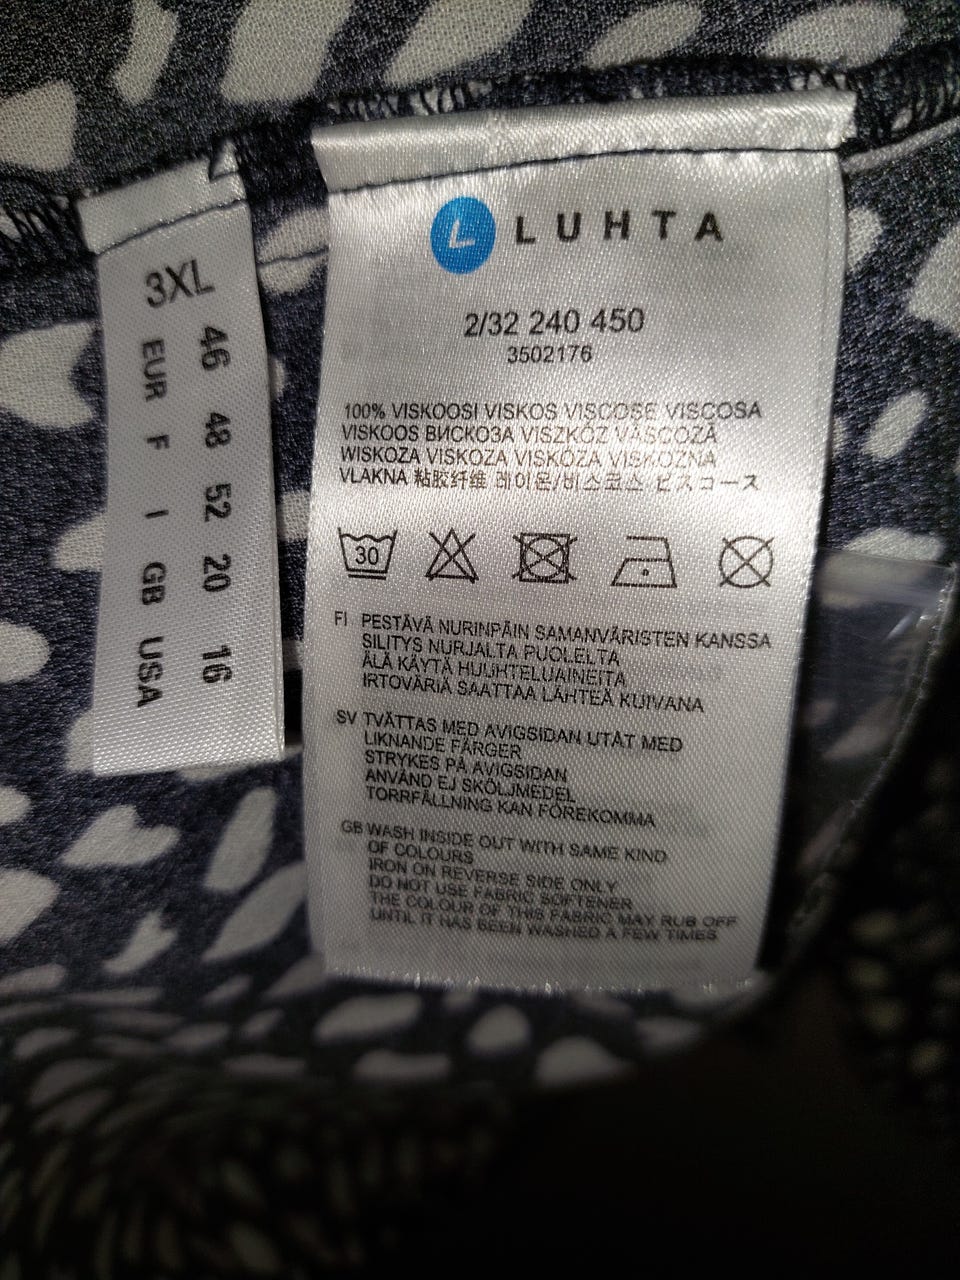 3XL
46 48 52 20 16
EUR F I GB USA
L LUHTA
2/32 240 450
3502176
100% VISKOOSI VISKOS VISCOSE VISCOSA
VISKOOS ВИСКОЗА VISZKÓZ VÂSCOZĂ
WISKOZA VISKOZA VISKÓZA VISKOZNA
VLAKNA 粘胶纤维 레이온/비스코스 ビスコース
30
FI PESTÄVÄ NURINPÄIN SAMANVÄRISTEN KANSSA
SILITYS NURJALTA PUOLELTA
ÄLÄ KÄYTÄ HUUHTELUAINEITA
IRTOVÄRIÄ SAATTAA LÄHTEÄ KUIVANA
SV TVÄTTAS MED AVIGSIDAN UTÅT MED
LIKNANDE FÄRGER
STRYKES PÅ AVIGSIDAN
ANVÄND EJ SKÖLJMEDEL
TORRFÄLLNING KAN FÖREKOMMA
GB WASH INSIDE OUT WITH SAME KIND
OF COLOURS
IRON ON REVERSE SIDE ONLY
DO NOT USE FABRIC SOFTENER
THE COLOUR OF THIS FABRIC MAY RUB OFF
UNTIL IT HAS BEEN WASHED A FEW TIMES